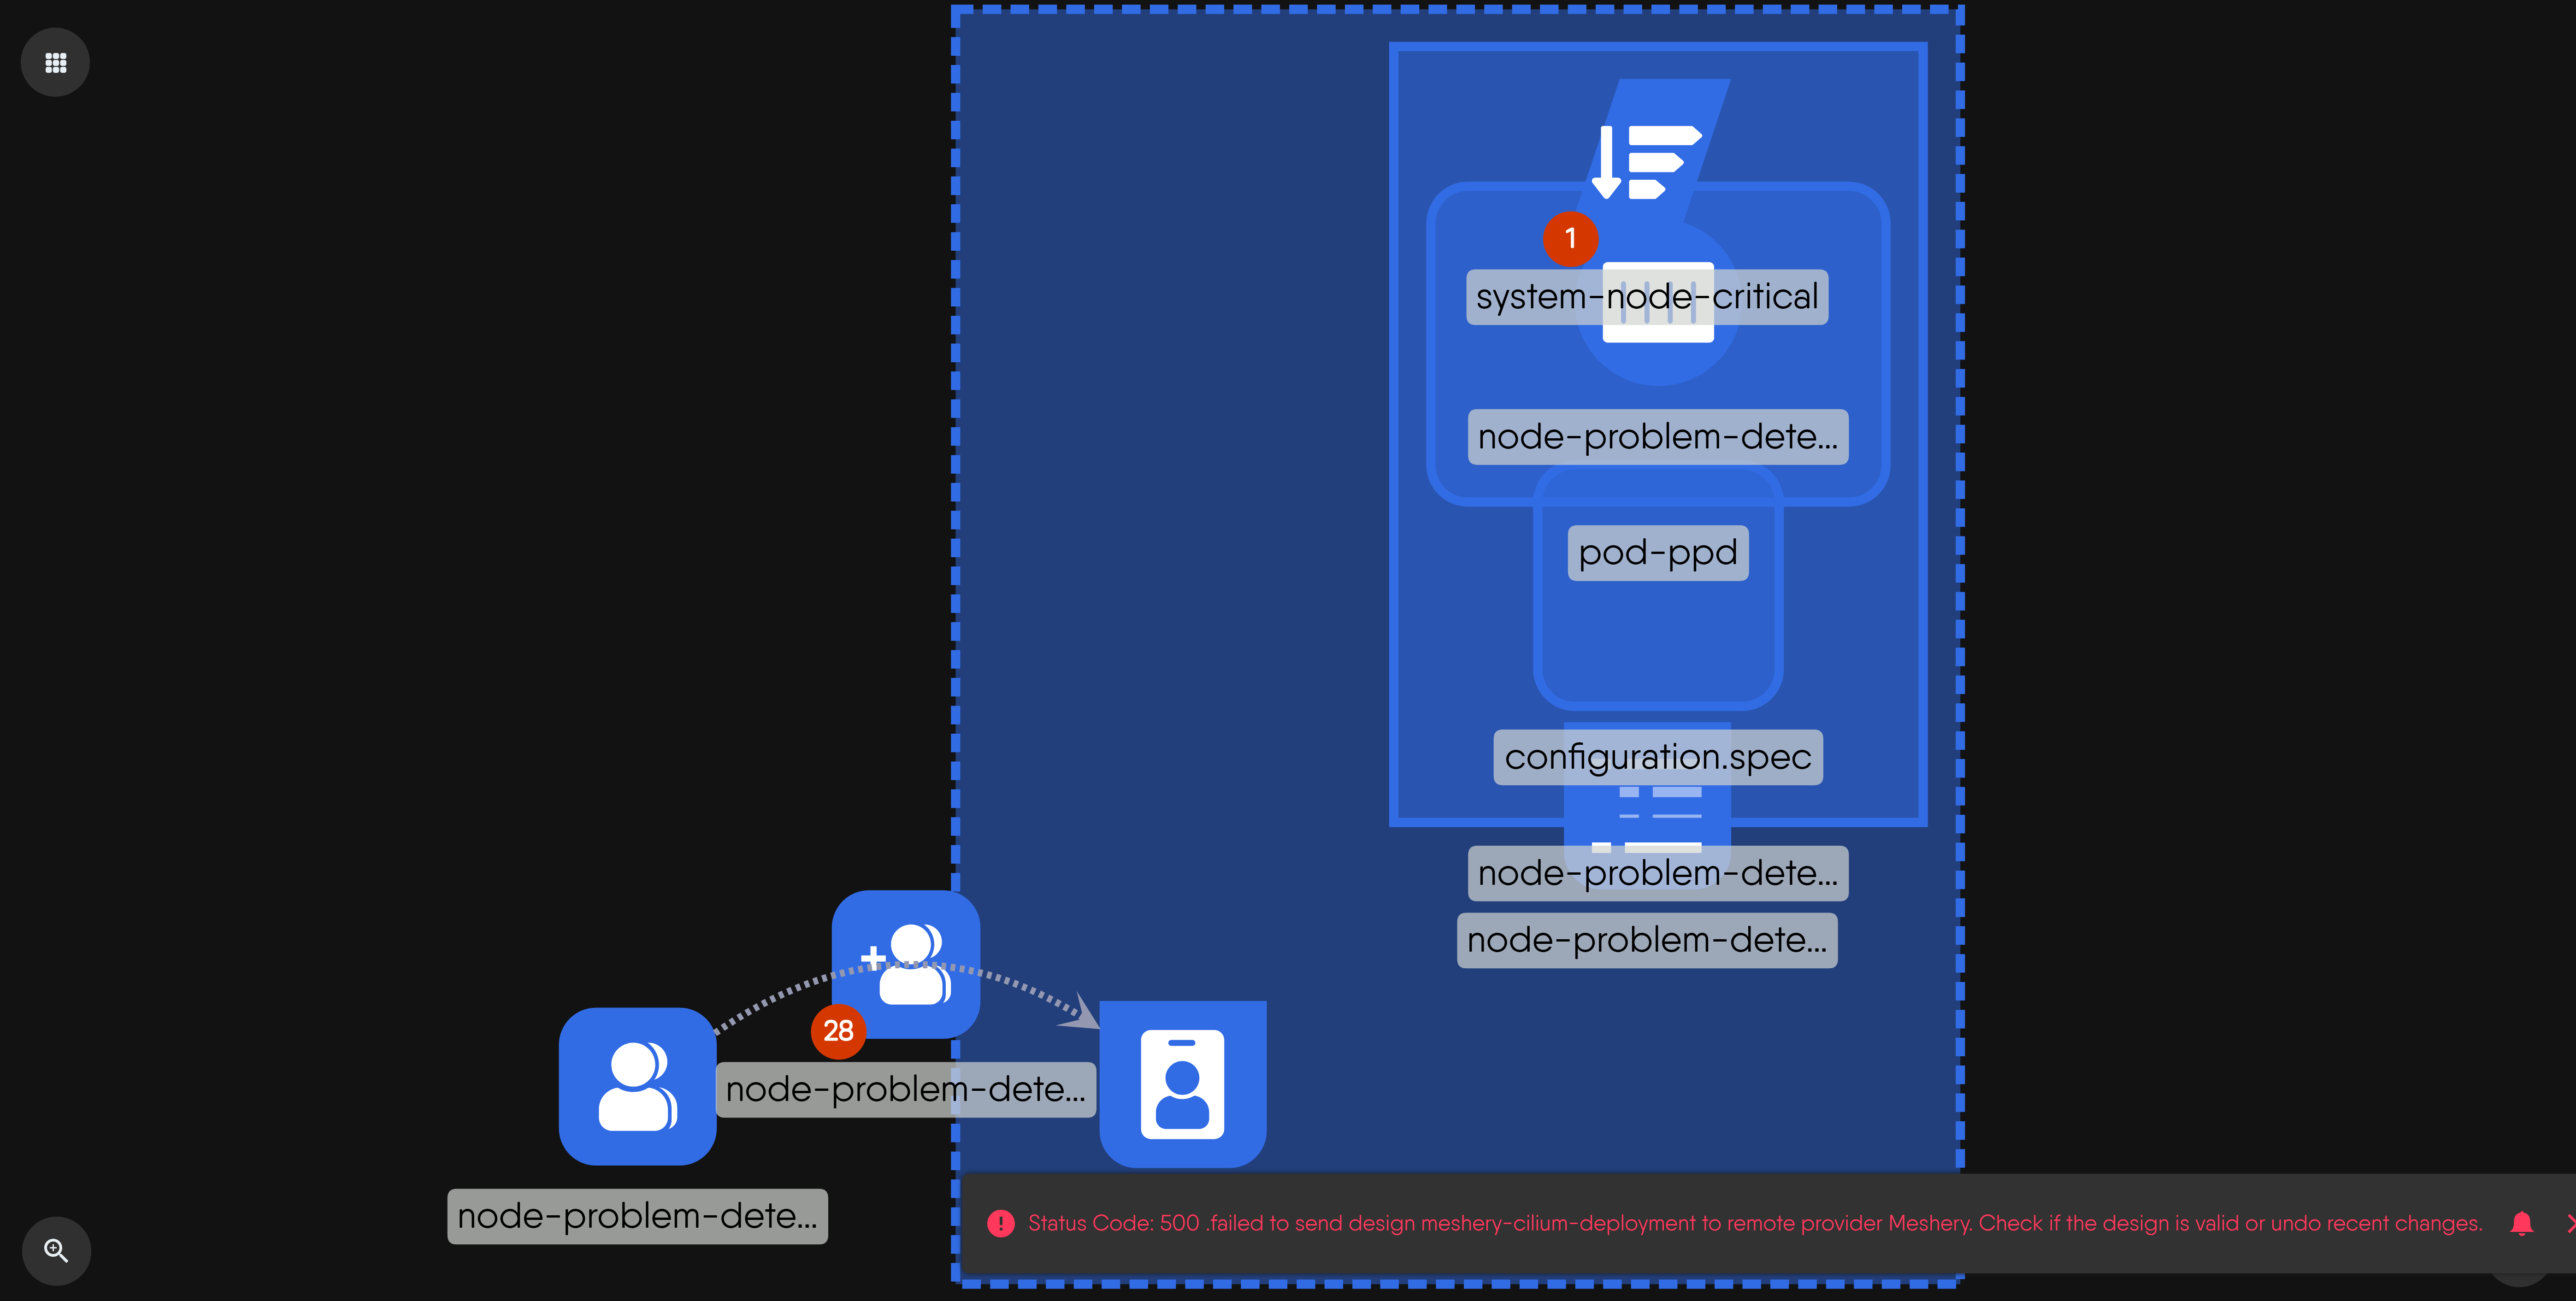 1
system-node-critical
node-problem-dete...
pod-ppd
configuration.spec
node-problem-dete...
node-problem-dete...
28
node-problem-dete...
node-problem-dete...
Status Code: 500 .failed to send design meshery-cilium-deployment to remote provider Meshery. Check if the design is valid or undo recent changes.